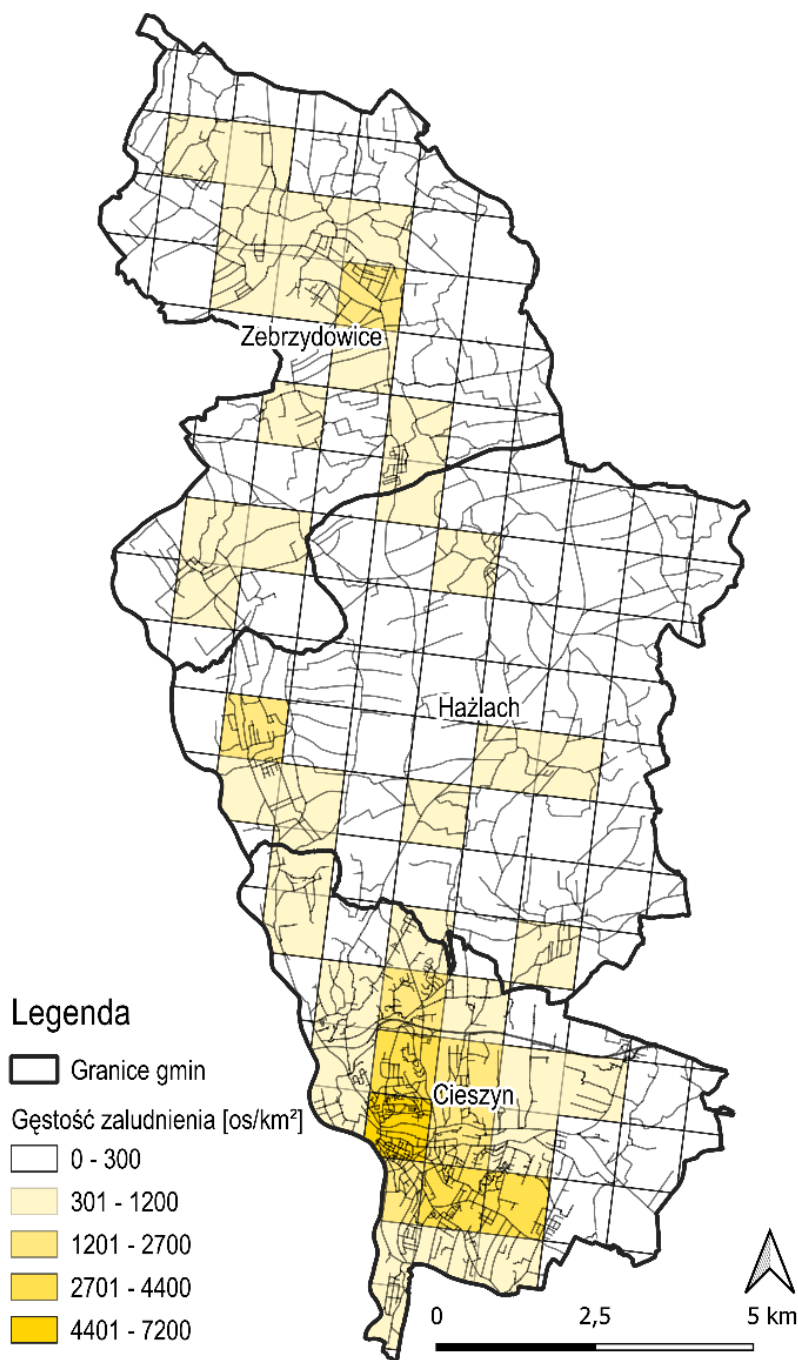 Zebrzydowice
Hażlach
Cieszyn
Legenda
Granice gmin
Gęstość zaludnienia [os/km²]
0 - 300
301 - 1200
1201 - 2700
2701 - 4400
4401 - 7200
0 2,5 5 km